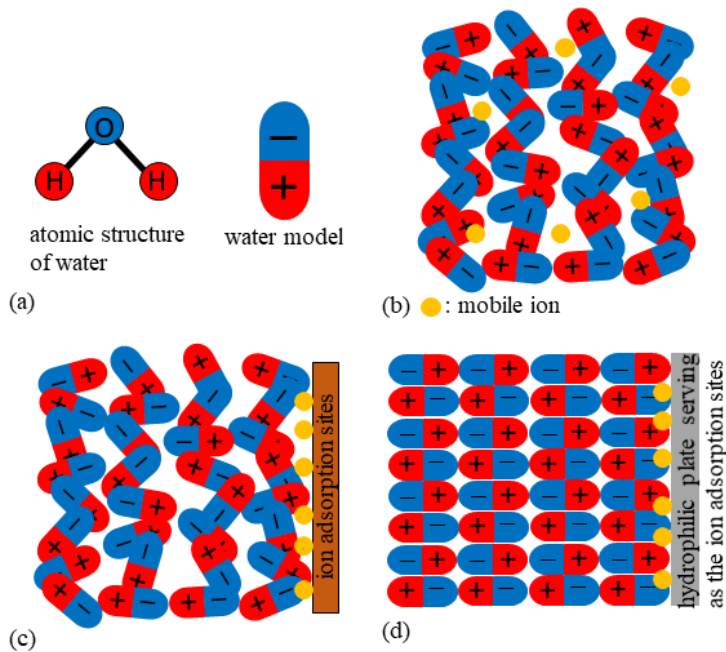 O
H
H
−
+
atomic structure
of water
water model
(a)
(b)
: mobile ion
ion adsorption sites
(c)
hydrophilic plate serving
as the ion adsorption sites
(d)